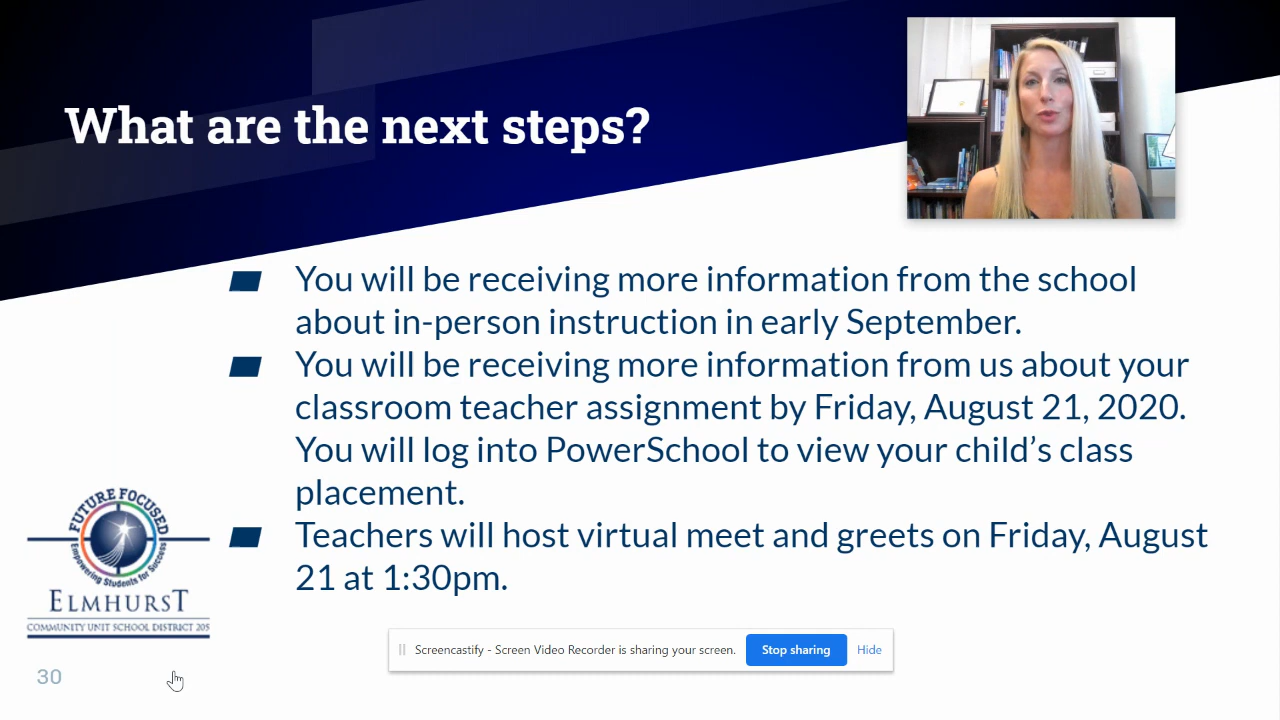 What are the next steps?
You will be receiving more information from the school
about in-person instruction in early September.
You will be receiving more information from us about your
classroom teacher assignment by Friday, August 21, 2020.
You will log into PowerSchool to view your child’s class
placement.
Teachers will host virtual meet and greets on Friday, August
21 at 1:30pm.
FUTURE FOCUSED
Empowering Students for Success
ELMHURST
COMMUNITY UNIT SCHOOL DISTRICT 205
Screencastify - Screen Video Recorder is sharing your screen. Stop sharing Hide
30